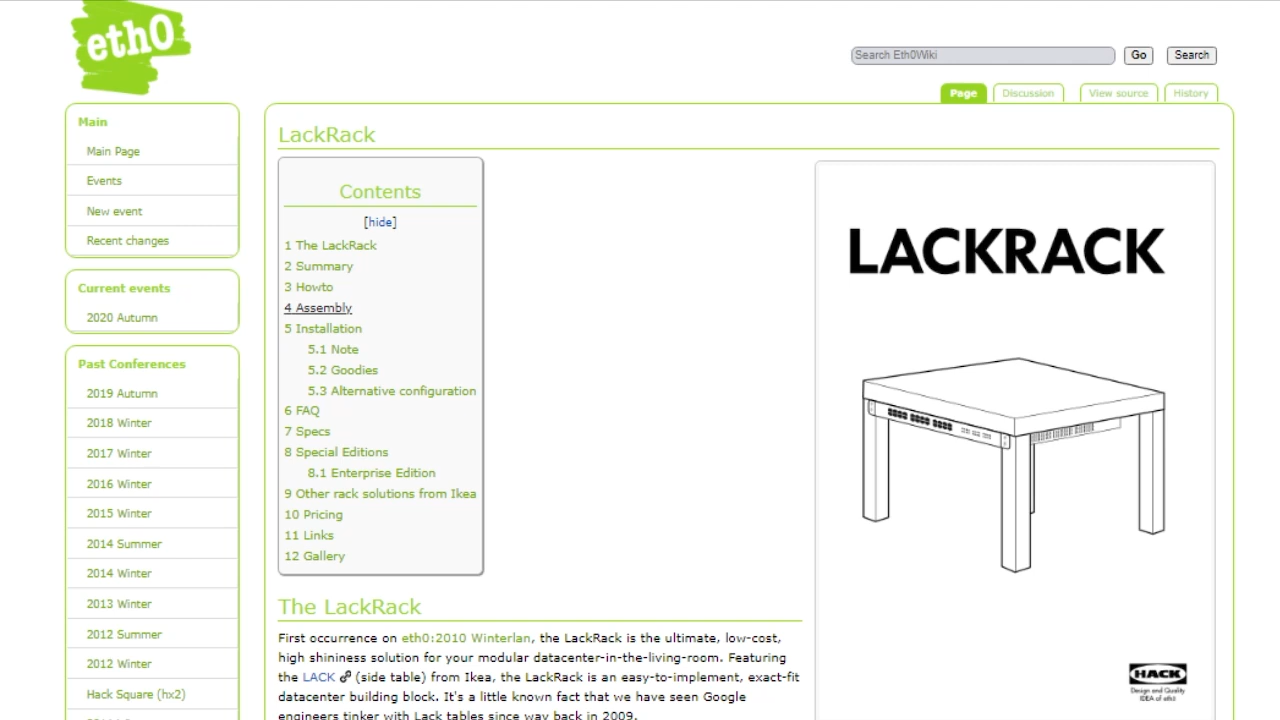 eth0
Search Eth0Wiki
Go
Search
Page
Discussion
View source
History
Main
Main Page
Events
New event
Recent changes
Current events
2020 Autumn
Past Conferences
2019 Autumn
2018 Winter
2017 Winter
2016 Winter
2015 Winter
2014 Summer
2014 Winter
2013 Winter
2012 Summer
2012 Winter
Hack Square (hx2)
LackRack
Contents
[hide]
1 The LackRack
2 Summary
3 Howto
4 Assembly
5 Installation
5.1 Note
5.2 Goodies
5.3 Alternative configuration
6 FAQ
7 Specs
8 Special Editions
8.1 Enterprise Edition
9 Other rack solutions from Ikea
10 Pricing
11 Links
12 Gallery
The LackRack
First occurrence on eth0:2010 Winterlan, the LackRack is the ultimate, low-cost,
high shininess solution for your modular datacenter-in-the-living-room. Featuring
the LACK (side table) from Ikea, the LackRack is an easy-to-implement, exact-fit
datacenter building block. It's a little known fact that we have seen Google
engineers tinker with Lack tables since way back in 2009.
LACKRACK
HACK
Design and Quality
IDEA of eth0